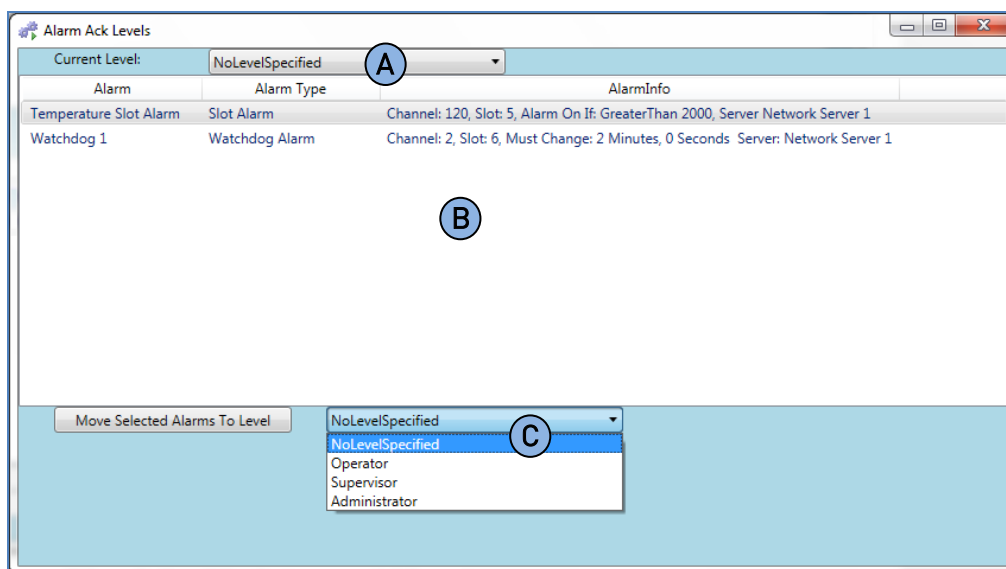 Alarm Ack Levels
Current Level: NoLevelSpecified A
Alarm Alarm Type AlarmInfo
Temperature Slot Alarm Slot Alarm Channel: 120, Slot: 5, Alarm On If: GreaterThan 2000, Server Network Server 1
Watchdog 1 Watchdog Alarm Channel: 2, Slot: 6, Must Change: 2 Minutes, 0 Seconds Server: Network Server 1
B
Move Selected Alarms To Level NoLevelSpecified
C
NoLevelSpecified
Operator
Supervisor
Administrator